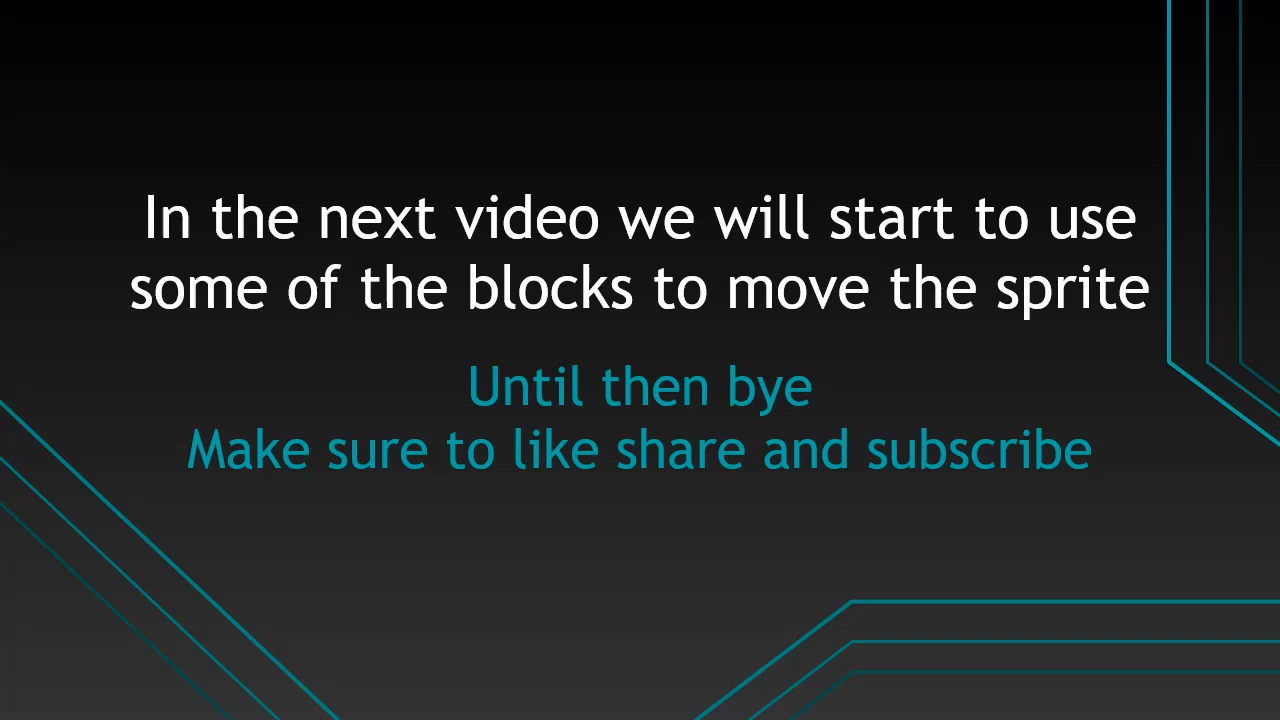 In the next video we will start to use
some of the blocks to move the sprite
Until then bye
Make sure to like share and subscribe